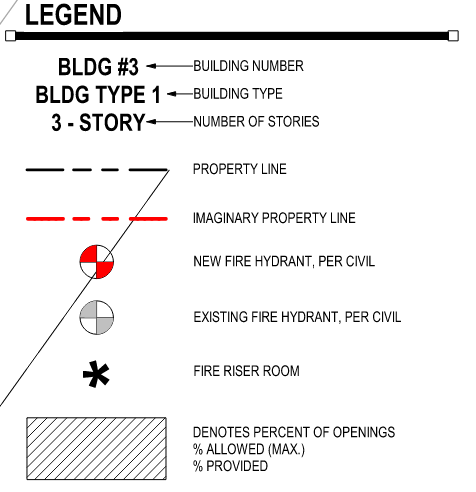 LEGEND
BLDG #3 BUILDING NUMBER
BLDG TYPE 1 BUILDING TYPE
3 - STORY NUMBER OF STORIES
PROPERTY LINE
IMAGINARY PROPERTY LINE
NEW FIRE HYDRANT, PER CIVIL
EXISTING FIRE HYDRANT, PER CIVIL
FIRE RISER ROOM
DENOTES PERCENT OF OPENINGS
% ALLOWED (MAX.)
% PROVIDED